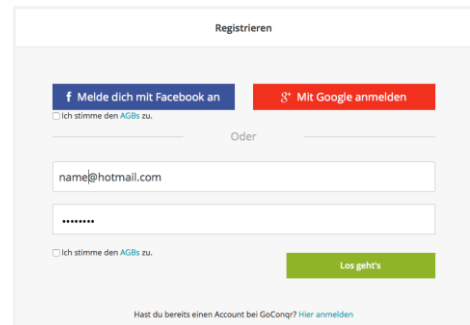 Registrieren
f Melde dich mit Facebook an
g+ Mit Google anmelden
Ich stimme den AGBs zu.
Oder
name@hotmail.com
••••••••
Ich stimme den AGBs zu.
Los geht's
Hast du bereits einen Account bei GoConqr? Hier anmelden